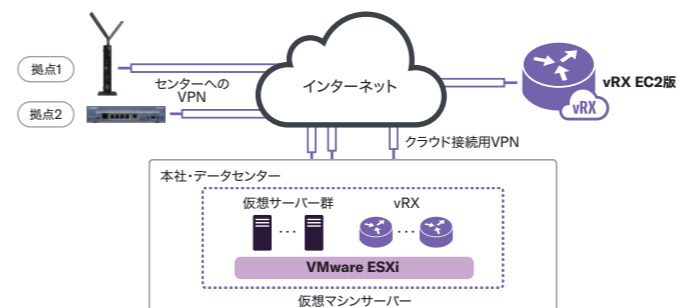 拠点1
センターへの
VPN
拠点2
インターネット
vRX EC2版
vRX
クラウド接続用VPN
本社・データセンター
仮想サーバー群
vRX
VMware ESXi
仮想マシンサーバー